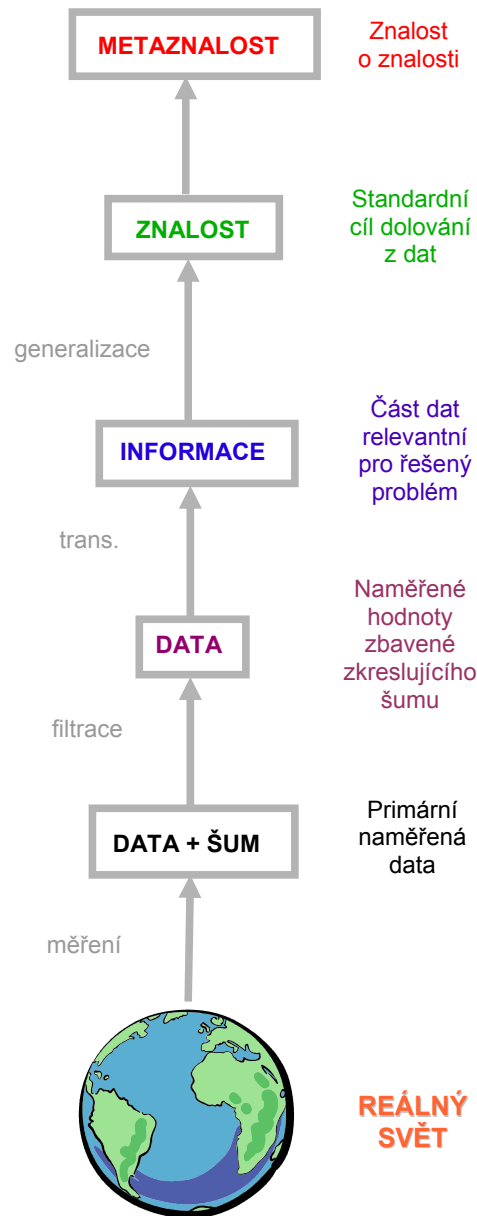 METAZNALOST
Znalost
o znalosti
ZNALOST
Standardní
cíl dolování
z dat
generalizace
INFORMACE
Část dat
relevantní
pro řešený
problém
trans.
DATA
Naměřené
hodnoty
zbavené
zkreslujícího
šumu
filtrace
DATA + ŠUM
Primární
naměřená
data
měření
REÁLNÝ
SVĚT